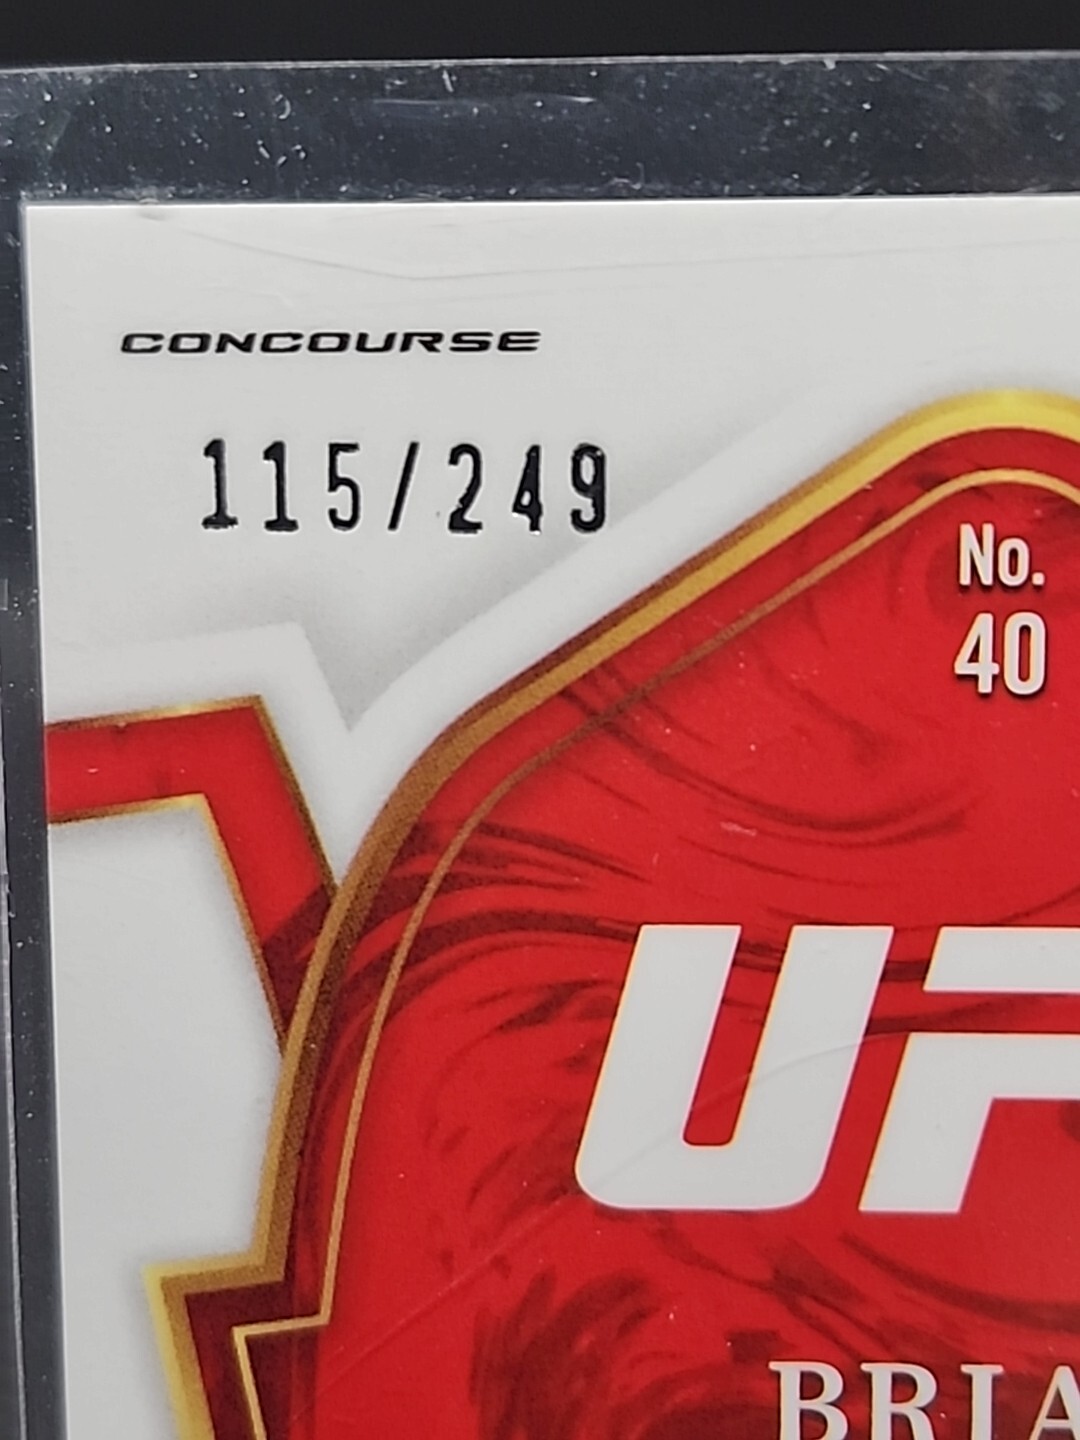 CONCOURSE
115/249
No.
40
UF
BRIA